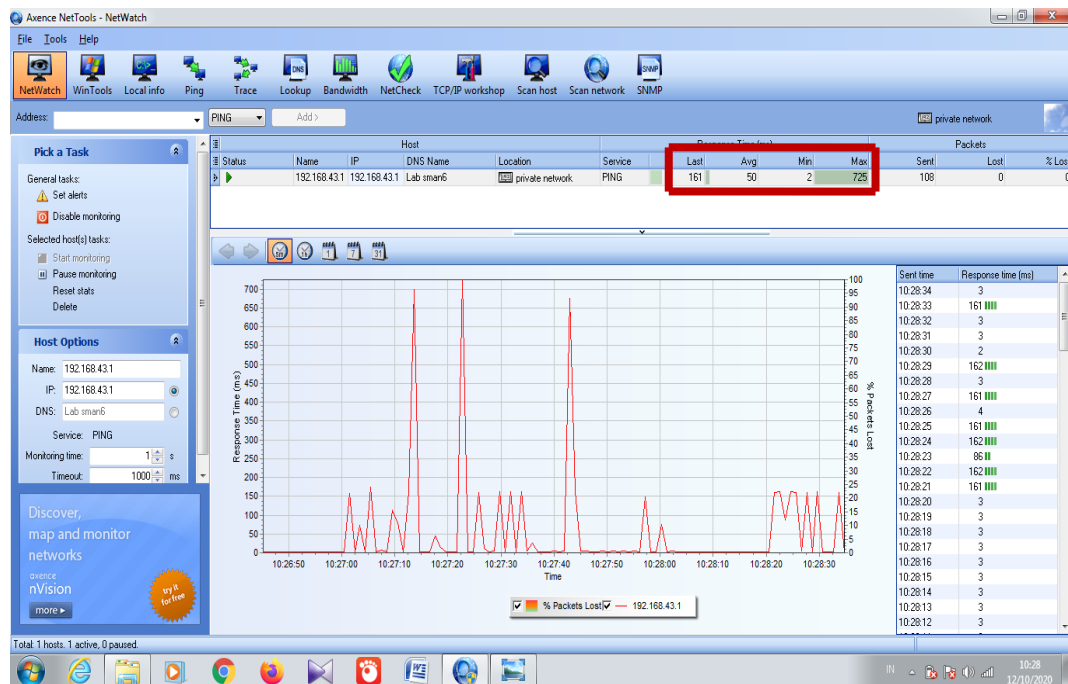 Axence NetTools - NetWatch
File Tools Help
NetWatch WinTools Local info Ping Trace Lookup Bandwidth NetCheck TCP/IP workshop Scan host Scan network SNMP
Address: PING Add > private network
Pick a Task
General tasks:
Set alerts
Disable monitoring
Selected host(s) tasks:
Start monitoring
Pause monitoring
Reset stats
Delete
Host Options
Name: 192.168.43.1
IP: 192.168.43.1
DNS: Lab sman6
Service: PING
Monitoring time: 1 s
Timeout: 1000 ms
Discover,
map and monitor
networks
axence
nVision
more
try it
for free
Host Response Time (ms) Packets
Status Name IP DNS Name Location Service Last Avg Min Max Sent Lost % Los
192.168.43.1 192.168.43.1 Lab sman6 private network PING 161 50 2 725 108 0 0
1 7 31
Response Time (ms)
700
650
600
550
500
450
400
350
300
250
200
150
100
50
0
100
95
90
85
80
75
70
65
60
55
50
45
40
35
30
25
20
15
10
5
0
% Packets Lost
10:26:50 10:27:00 10:27:10 10:27:20 10:27:30 10:27:40 10:27:50 10:28:00 10:28:10 10:28:20 10:28:30
Time
% Packets Lost 192.168.43.1
Sent time Response time (ms)
10:28:34 3
10:28:33 161
10:28:32 3
10:28:31 3
10:28:30 2
10:28:29 162
10:28:28 3
10:28:27 161
10:28:26 4
10:28:25 161
10:28:24 162
10:28:23 86
10:28:22 162
10:28:21 161
10:28:20 3
10:28:19 3
10:28:18 3
10:28:17 3
10:28:16 3
10:28:15 3
10:28:14 3
10:28:13 3
10:28:12 3
Total: 1 hosts. 1 active, 0 paused.
IN 10:28
12/10/2020